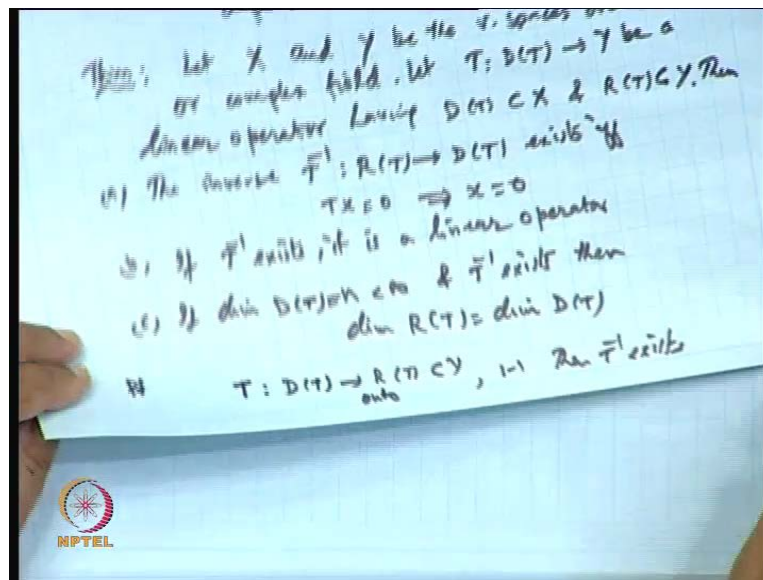 Thm: Let X and Y be the v. spaces
or complex field. Let T: D(T) → Y be a
linear operator having D(T) ⊂ X & R(T) ⊂ Y. Then
(a) The inverse T⁻¹: R(T) → D(T) exists iff
Tx = 0 ⇒ x = 0
(b) If T⁻¹ exists, it is a linear operator
(c) If dim D(T) = n < ∞ & T⁻¹ exists then
dim R(T) = dim D(T)
Pf T: D(T) → R(T) ⊂ Y, 1-1 Then T⁻¹ exists
onto
NPTEL